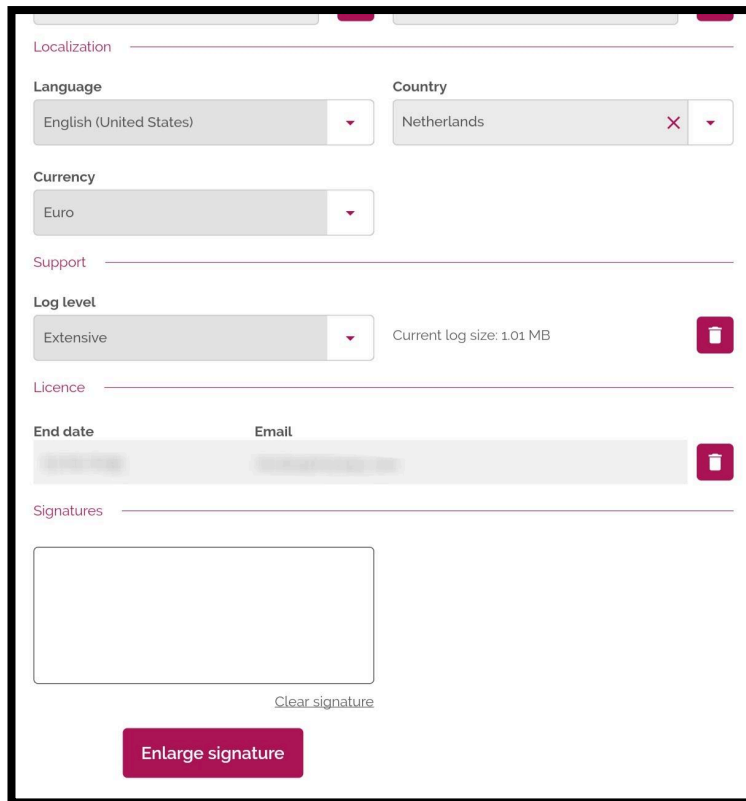 Localization
Language
Country
English (United States)
Netherlands
Currency
Euro
Support
Log level
Extensive
Current log size: 1.01 MB
Licence
End date
Email
Signatures
Clear signature
Enlarge signature